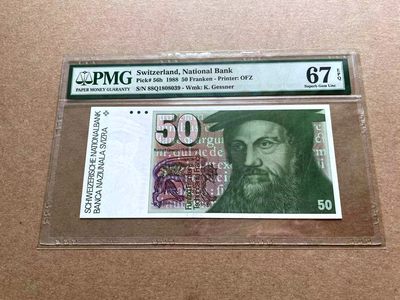 PMG
PAPER MONEY GUARANTY
Switzerland, National Bank
Pick# 56h 1988 50 Franken - Printer: OFZ
S/N 88Q1808039 - Wmk: K. Gessner
67 EPQ
Superb Gem Unc
SCHWEIZERISCHE NATIONALBANK
BANCA NAZIUNALA SVIZRA
50
50